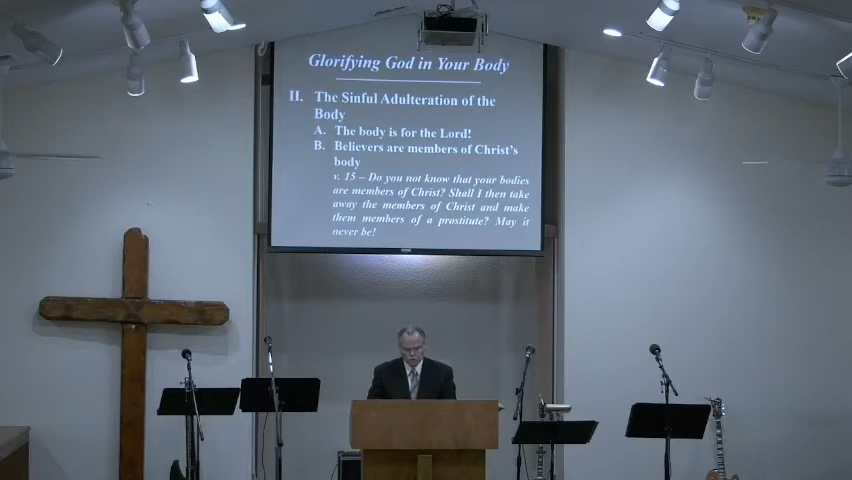 Glorifying God in Your Body
II. The Sinful Adulteration of the
Body
A. The body is for the Lord!
B. Believers are members of Christ's
body
v. 15 – Do you not know that your bodies
are members of Christ? Shall I then take
away the members of Christ and make
them members of a prostitute? May it
never be!